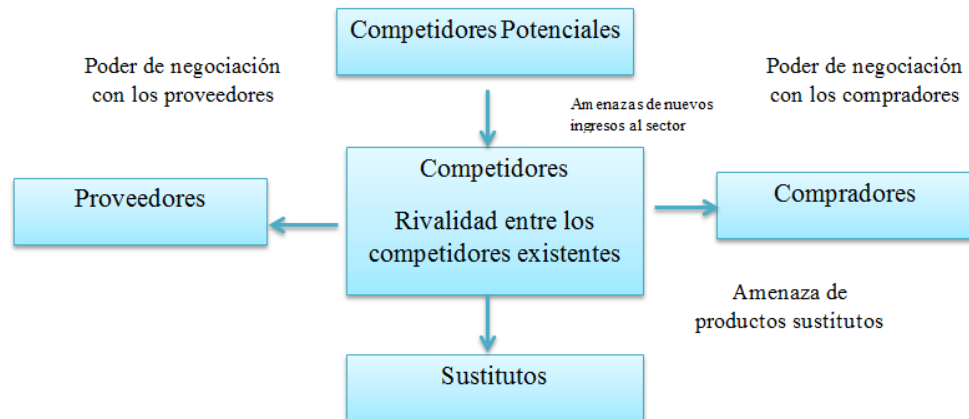 Competidores Potenciales
Poder de negociación
con los proveedores
Poder de negociación
con los compradores
Amenazas de nuevos
ingresos al sector
Proveedores
Competidores
Rivalidad entre los
competidores existentes
Compradores
Amenaza de
productos sustitutos
Sustitutos